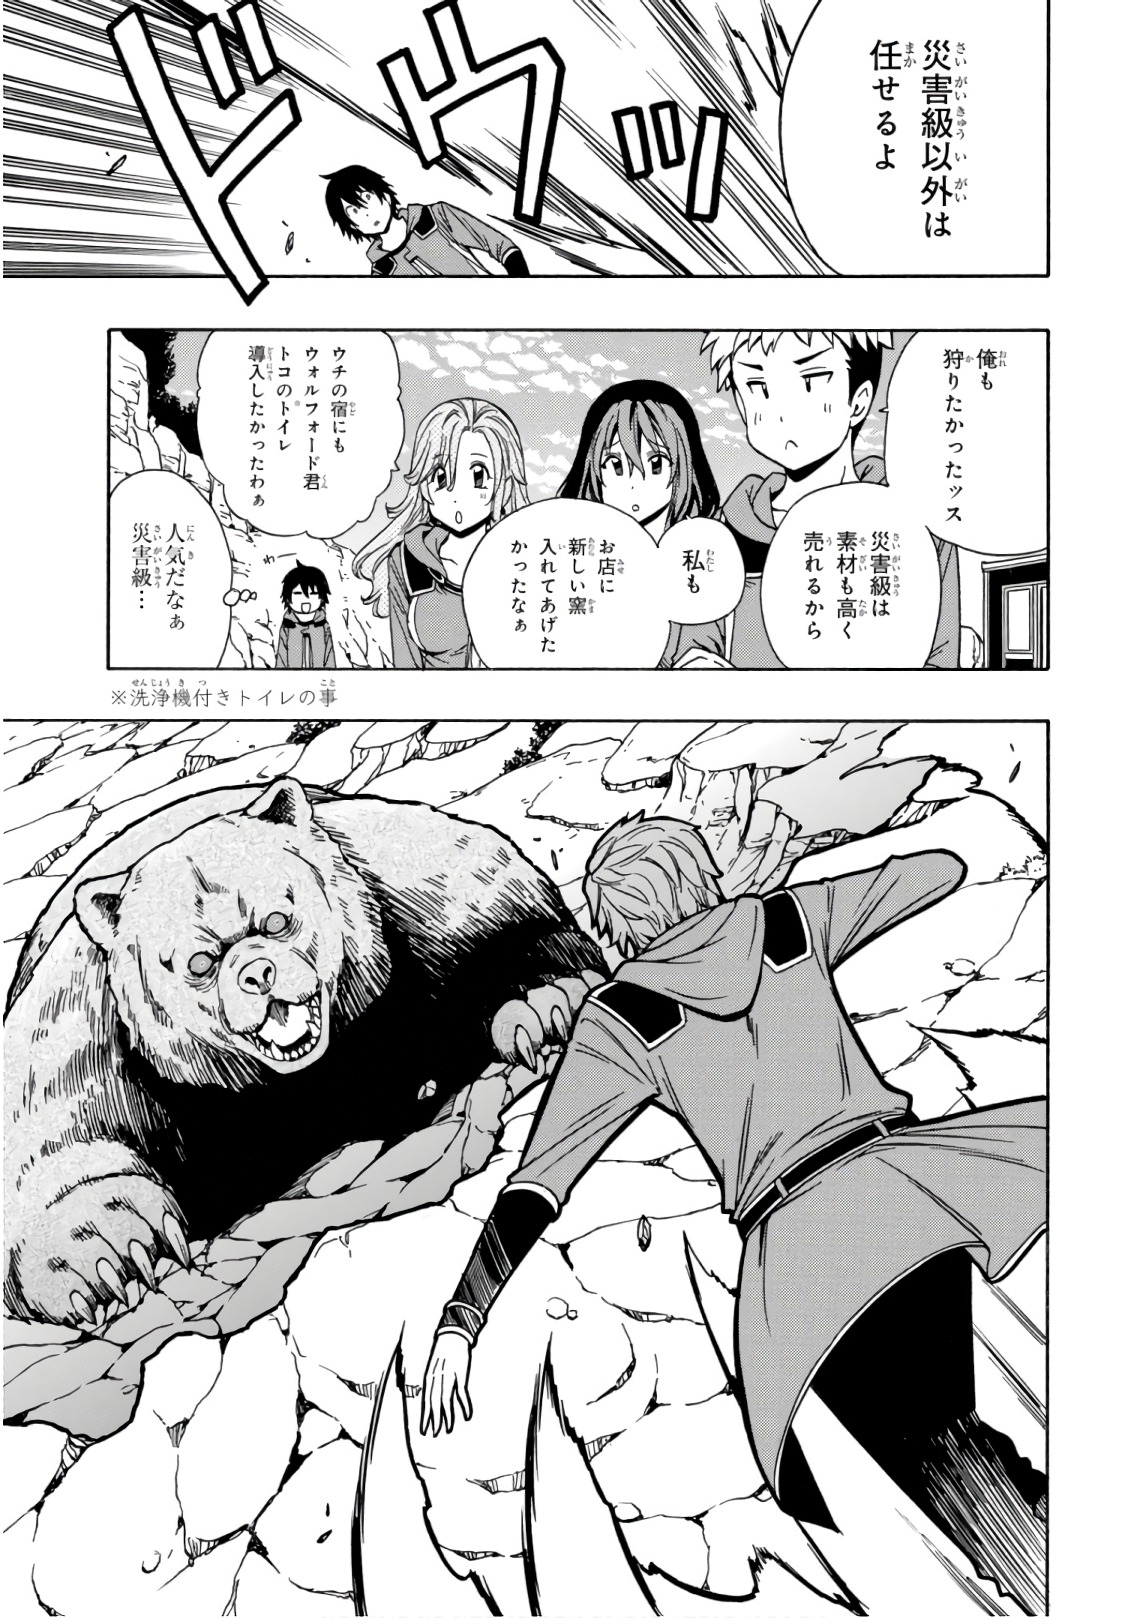 災害級以外は
任せるよ
ドウッ
俺も
狩りたかったッス
災害級は
素材も高く
売れるから
私も
お店に
新しい窯
入れてあげた
かったなぁ
ウチの宿にも
ウォルフォード君
トコのトイレ※
導入したかったわぁ
わー
人気だなぁ
災害級…
※洗浄機付きトイレの事